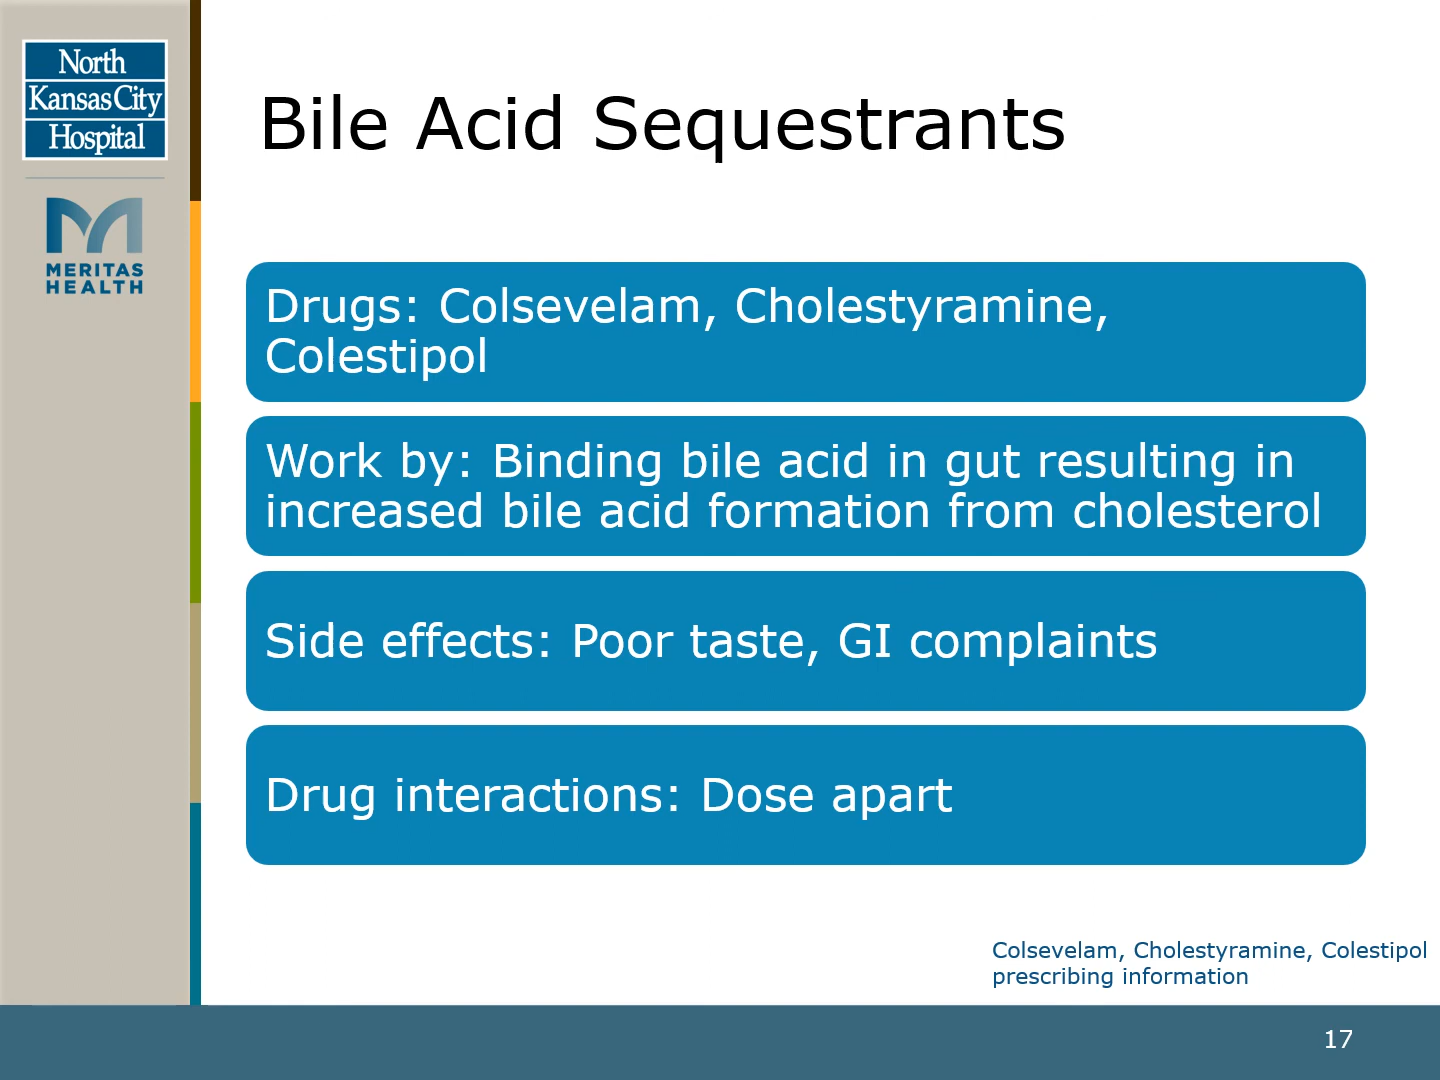 North
Kansas City
Hospital
MERITAS
HEALTH
Bile Acid Sequestrants
Drugs: Colsevelam, Cholestyramine,
Colestipol
Work by: Binding bile acid in gut resulting in
increased bile acid formation from cholesterol
Side effects: Poor taste, GI complaints
Drug interactions: Dose apart
Colsevelam, Cholestyramine, Colestipol
prescribing information
17